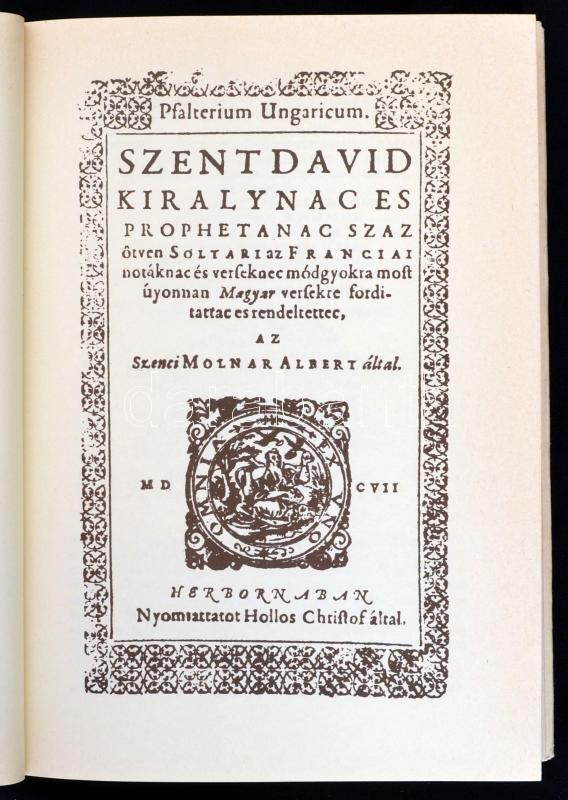 Pſalterium Ungaricum.
SZENT DAVID
KIRALYNAC ES
PROPHETANAC SZAZ
ôtven SOLTARI az FRANCIAI
notáknac és verſeknec módgyokra moſt
úyonnan Magyar verſekre fordi-
tattac es rendeltettec,
AZ
Szenci MOLNAR ALBERT által.
MD CVII
HERBORNABAN
Nyomtattatot Hollos Chriſtof által.